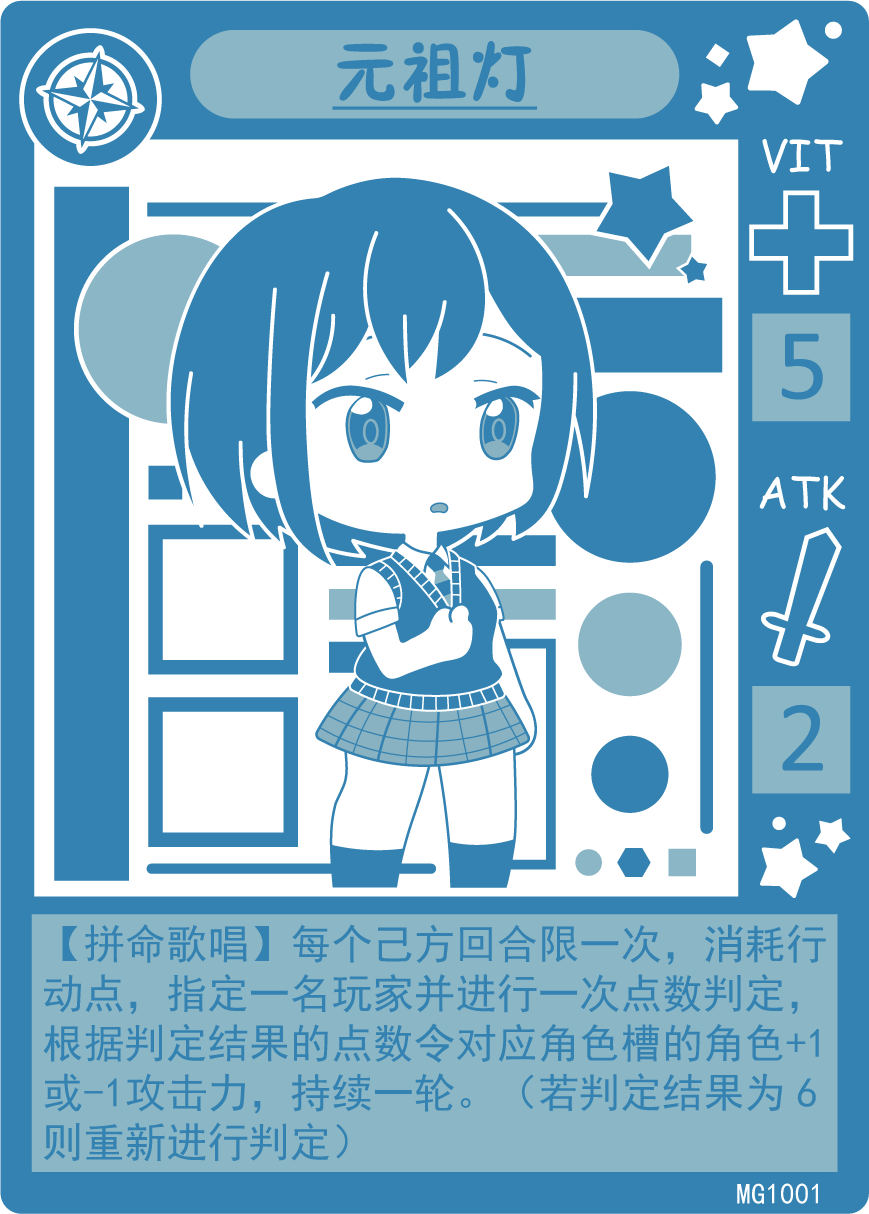 元祖灯
VIT
5
ATK
2
【拼命歌唱】每个己方回合限一次，消耗行
动点，指定一名玩家并进行一次点数判定，
根据判定结果的点数令对应角色槽的角色+1
或-1攻击力，持续一轮。（若判定结果为6
则重新进行判定）
MG1001